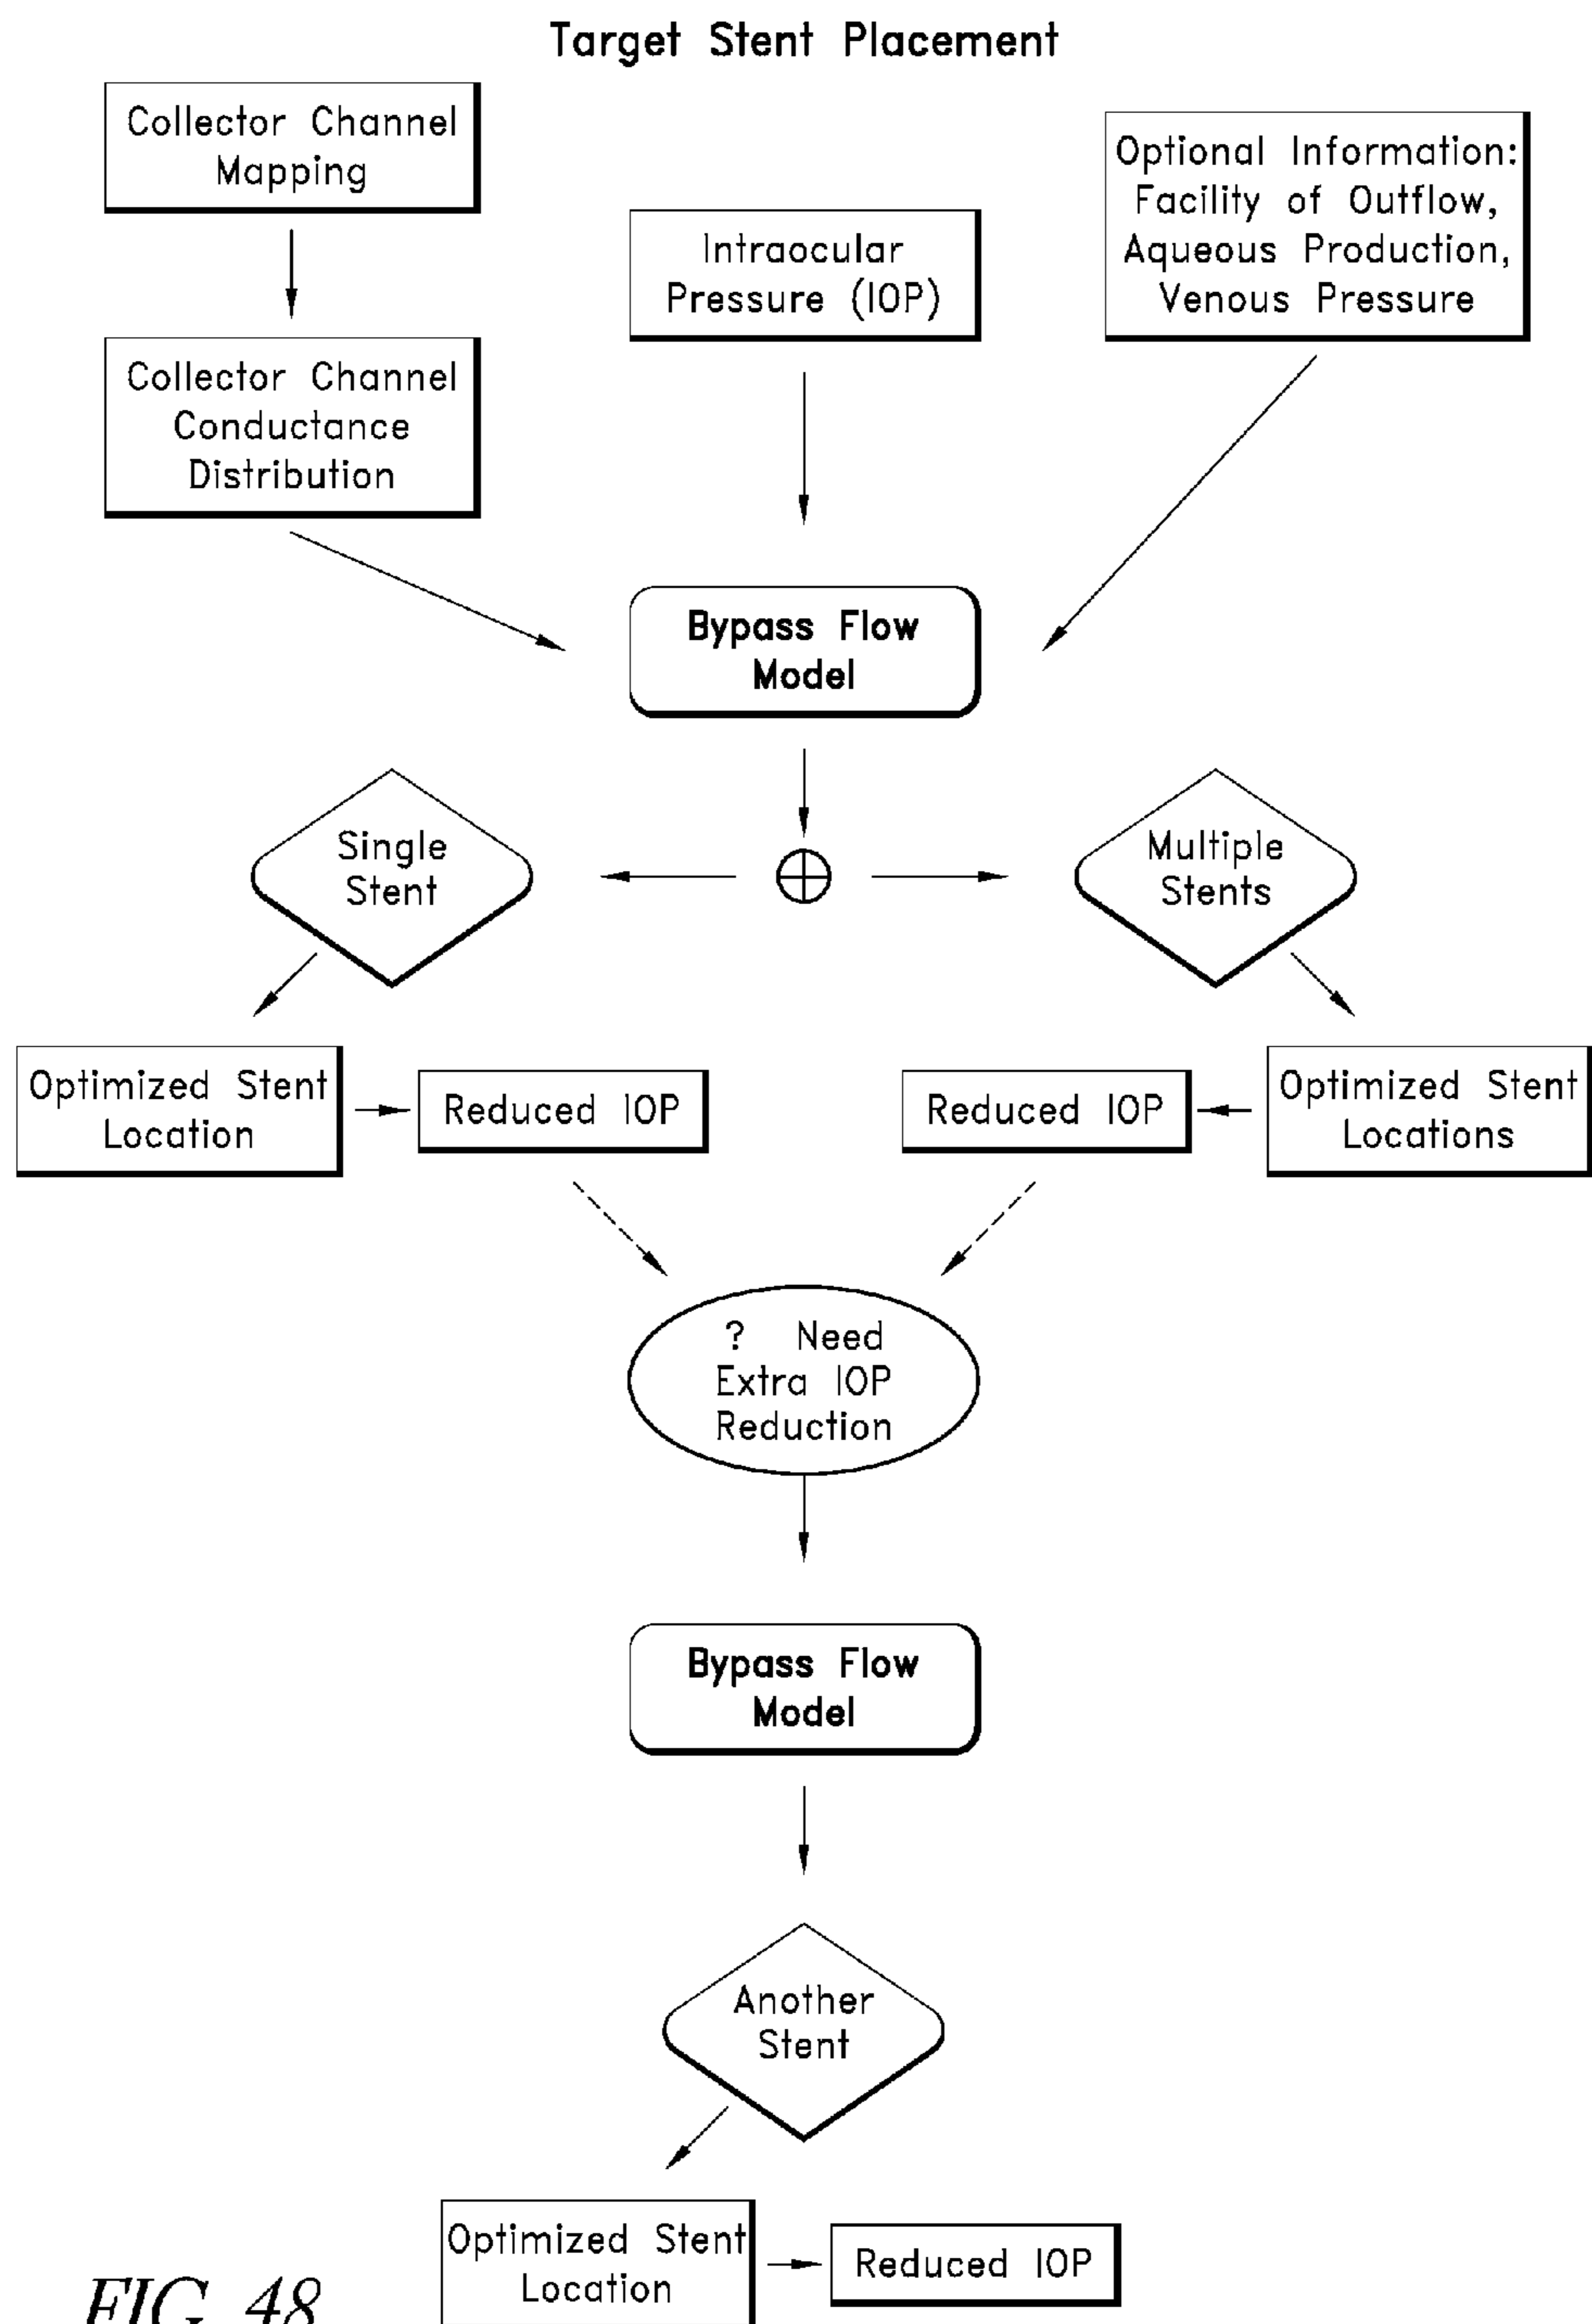 Target Stent Placement
Collector Channel
Mapping
Optional Information:
Facility of Outflow,
Aqueous Production,
Venous Pressure
Intraocular
Pressure (IOP)
Collector Channel
Conductance
Distribution
Bypass Flow
Model
Single
Stent
Multiple
Stents
Optimized Stent
Location
Reduced IOP
Reduced IOP
Optimized Stent
Locations
? Need
Extra IOP
Reduction
Bypass Flow
Model
Another
Stent
Optimized Stent
Location
Reduced IOP
FIG. 48